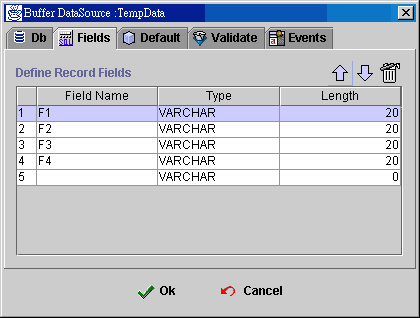 Buffer DataSource :TempData
Db Fields Default Validate Events
Define Record Fields
Field Name Type Length
1 F1 VARCHAR 20
2 F2 VARCHAR 20
3 F3 VARCHAR 20
4 F4 VARCHAR 20
5 VARCHAR 0
Ok Cancel